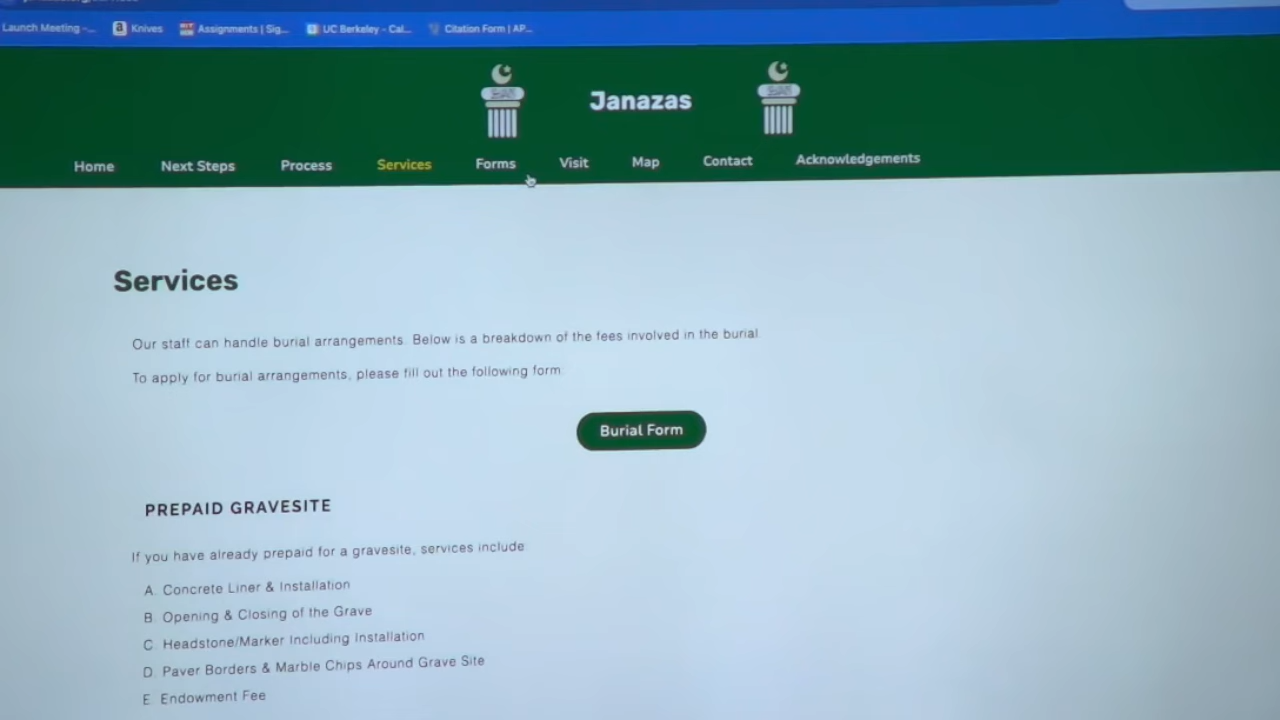 Launch Meeting -...
Knives
Assignments | Sig...
UC Berkeley - Cal...
Citation Form | AP...
Janazas
Home
Next Steps
Process
Services
Forms
Visit
Map
Contact
Acknowledgements
Services
Our staff can handle burial arrangements. Below is a breakdown of the fees involved in the burial.
To apply for burial arrangements, please fill out the following form:
Burial Form
PREPAID GRAVESITE
If you have already prepaid for a gravesite, services include:
A. Concrete Liner & Installation
B. Opening & Closing of the Grave
C. Headstone/Marker Including Installation
D. Paver Borders & Marble Chips Around Grave Site
E. Endowment Fee